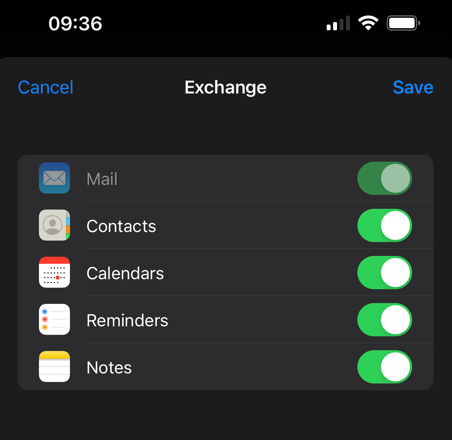 09:36
Cancel Exchange Save
Mail
Contacts
Calendars
Reminders
Notes